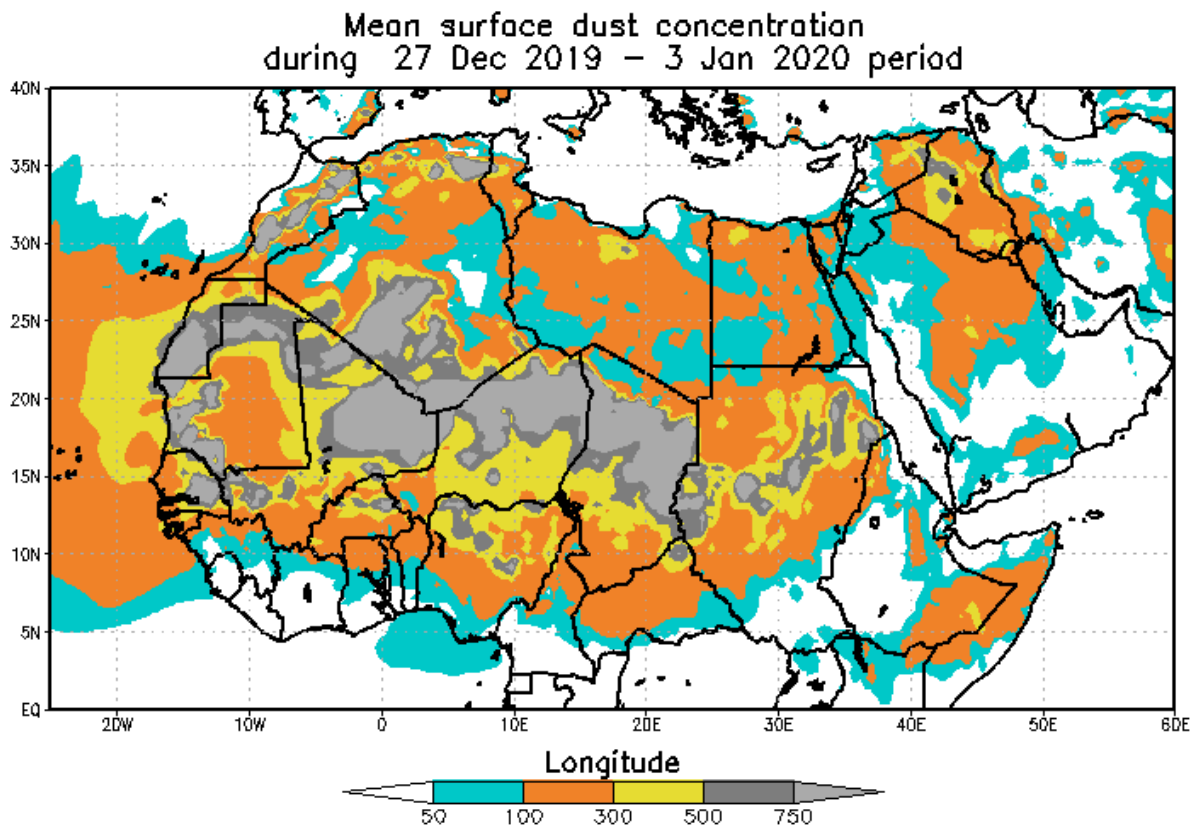 Mean surface dust concentration
during 27 Dec 2019 – 3 Jan 2020 period
40N
35N
30N
25N
20N
15N
10N
5N
EQ
20W 10W 0 10E 20E 30E 40E 50E 60E
Longitude
50 100 300 500 750